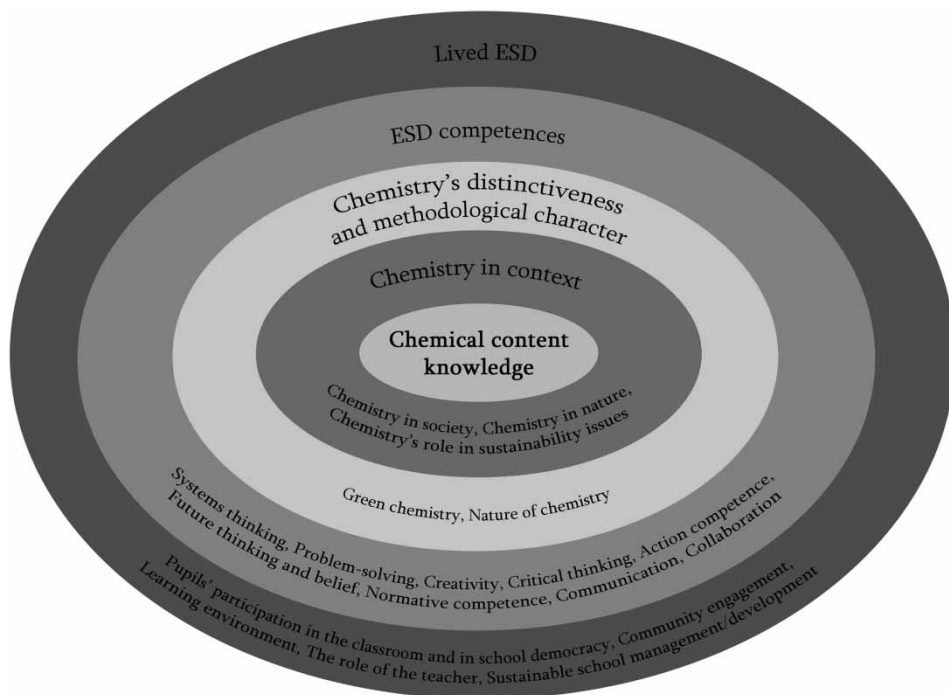 Lived ESD
ESD competences
Chemistry's distinctiveness
and methodological character
Chemistry in context
Chemical content
knowledge
Chemistry in society, Chemistry in nature,
Chemistry's role in sustainability issues
Green chemistry, Nature of chemistry
Systems thinking, Problem-solving, Creativity, Critical thinking, Action competence,
Future thinking and belief, Normative competence, Communication, Collaboration
Pupils' participation in the classroom and in school democracy, Community engagement,
Learning environment, The role of the teacher, Sustainable school management/development